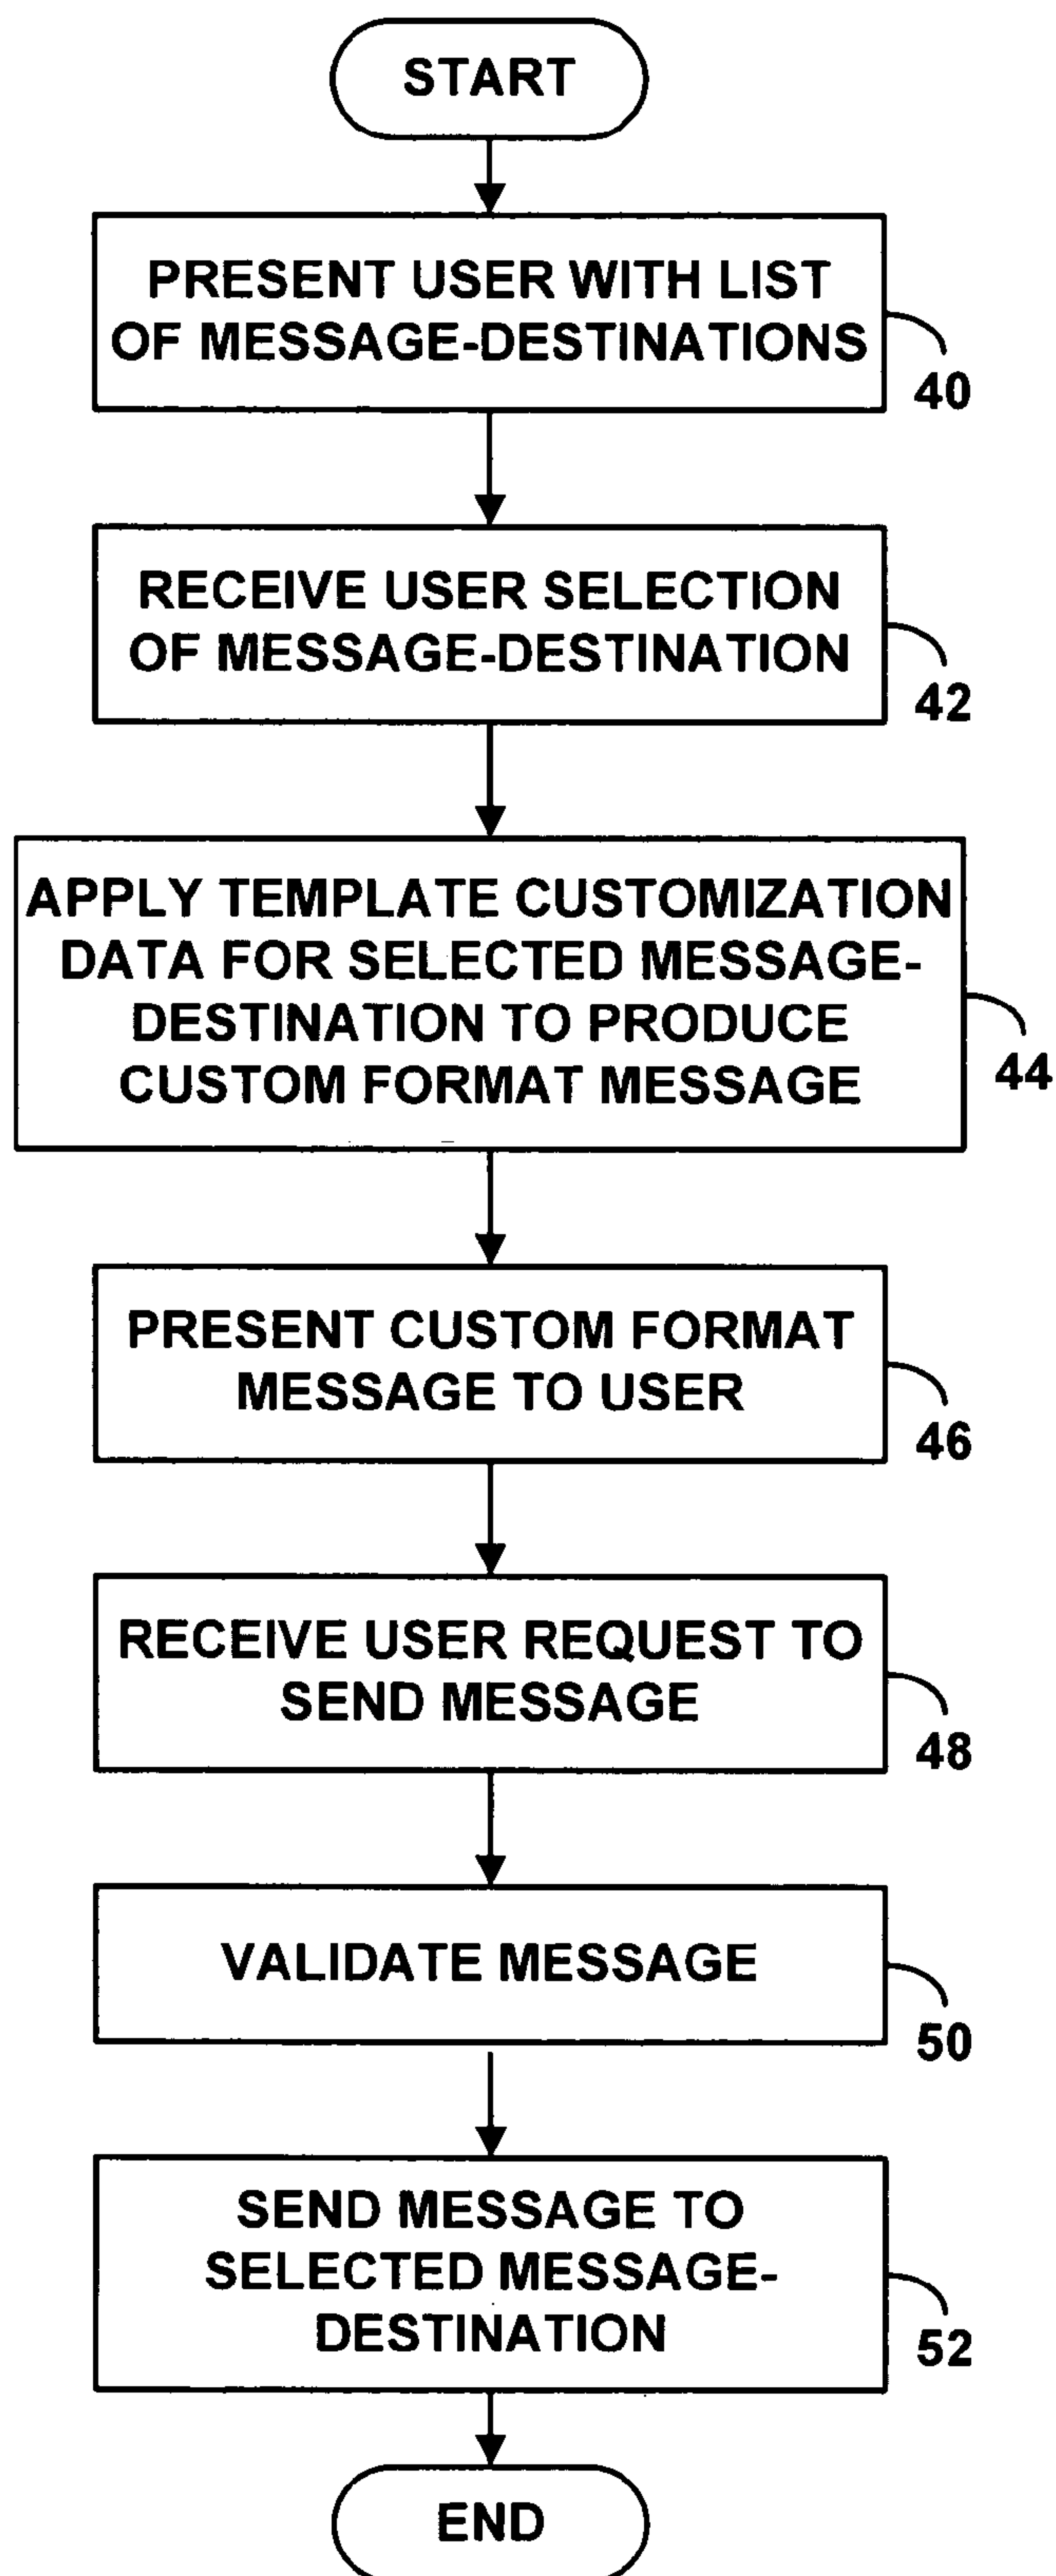 START
PRESENT USER WITH LIST
OF MESSAGE-DESTINATIONS
40
RECEIVE USER SELECTION
OF MESSAGE-DESTINATION
42
APPLY TEMPLATE CUSTOMIZATION
DATA FOR SELECTED MESSAGE-
DESTINATION TO PRODUCE
CUSTOM FORMAT MESSAGE
44
PRESENT CUSTOM FORMAT
MESSAGE TO USER
46
RECEIVE USER REQUEST TO
SEND MESSAGE
48
VALIDATE MESSAGE
50
SEND MESSAGE TO
SELECTED MESSAGE-
DESTINATION
52
END